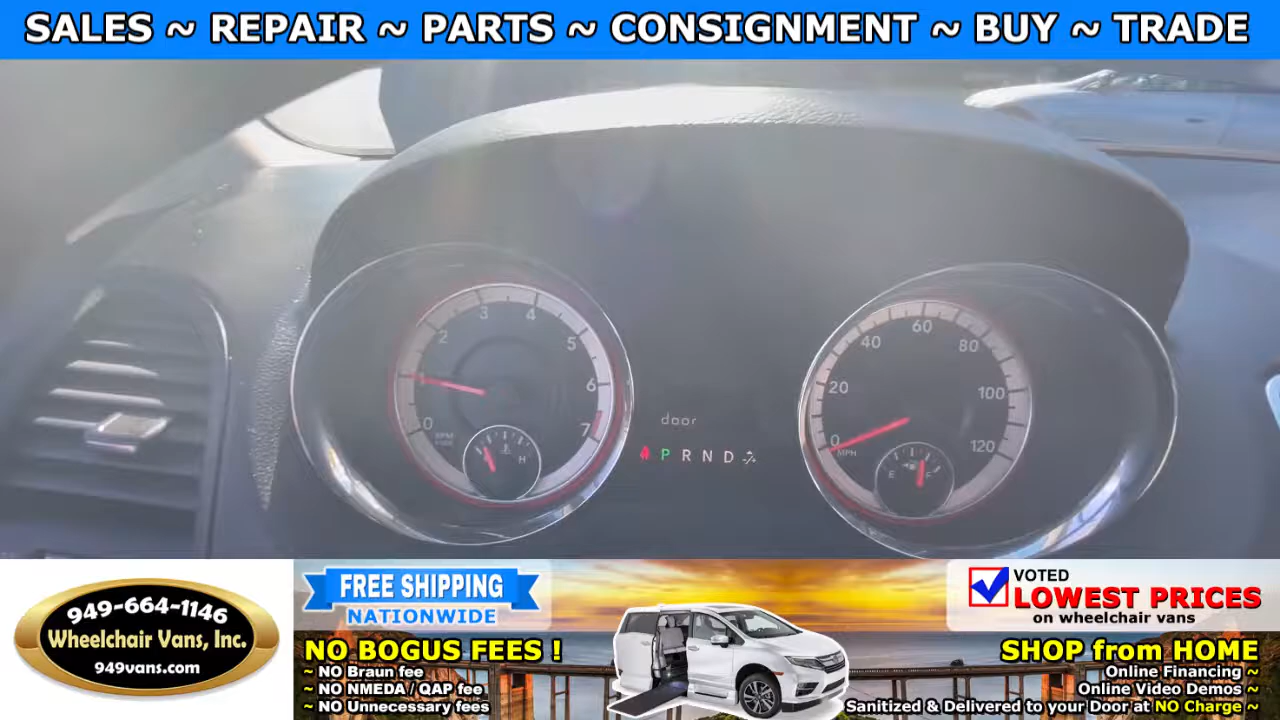 SALES ~ REPAIR ~ PARTS ~ CONSIGNMENT ~ BUY ~ TRADE
0
2
3
4
5
6
7
H
door
P R N D
0
20
40
60
80
100
120
MPH
E
F
949-664-1146
Wheelchair Vans, Inc.
949vans.com
FREE SHIPPING
NATIONWIDE
NO BOGUS FEES !
~ NO Braun fee
~ NO NMEDA / QAP fee
~ NO Unnecessary fees
VOTED
LOWEST PRICES
on wheelchair vans
SHOP from HOME
Online Financing ~
Online Video Demos ~
Sanitized & Delivered to your Door at NO Charge ~